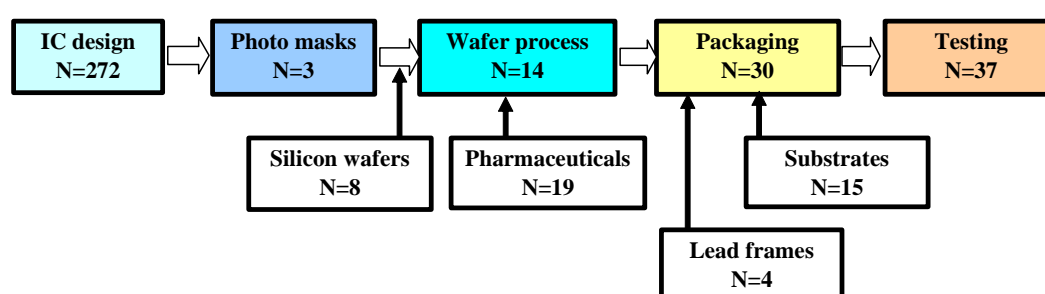 IC design
N=272
Photo masks
N=3
Wafer process
N=14
Packaging
N=30
Testing
N=37
Silicon wafers
N=8
Pharmaceuticals
N=19
Substrates
N=15
Lead frames
N=4